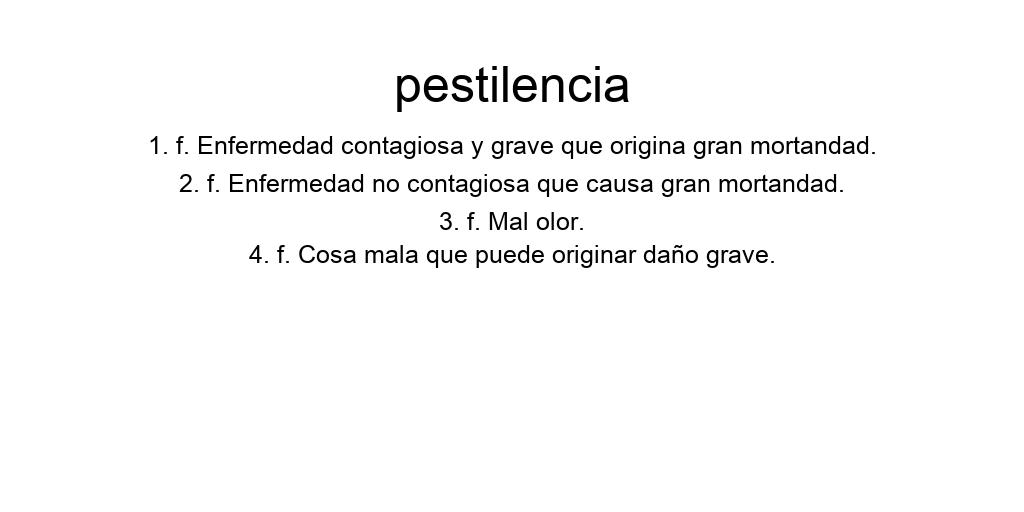 pestilencia
1. f. Enfermedad contagiosa y grave que origina gran mortandad.
2. f. Enfermedad no contagiosa que causa gran mortandad.
3. f. Mal olor.
4. f. Cosa mala que puede originar daño grave.